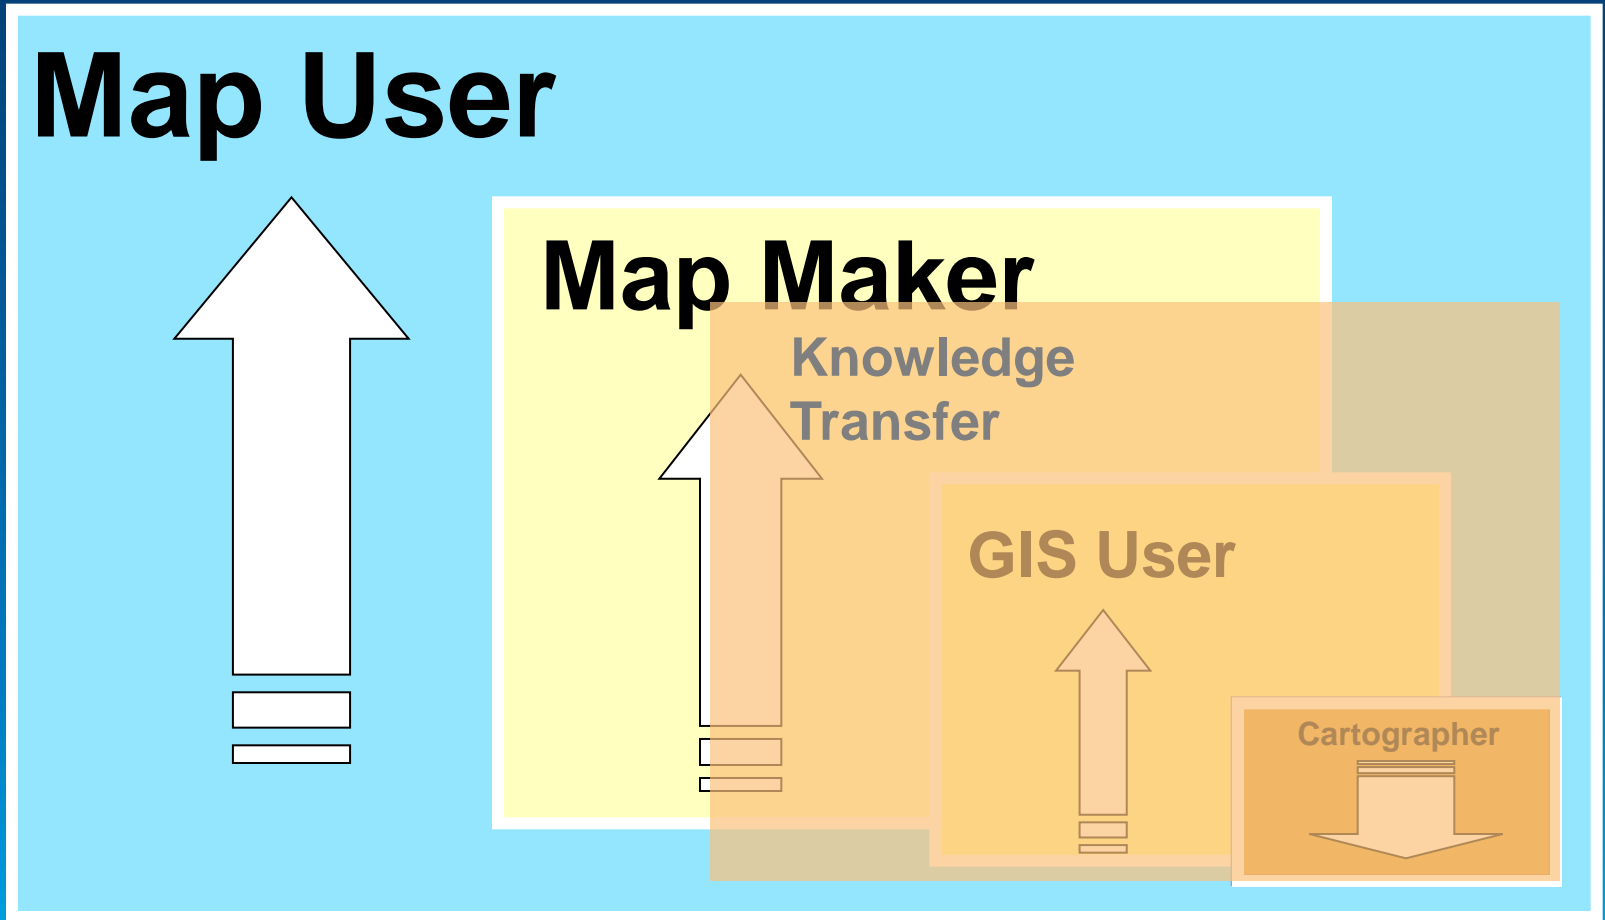 Map User
Map Maker
Knowledge
Transfer
GIS User
Cartographer